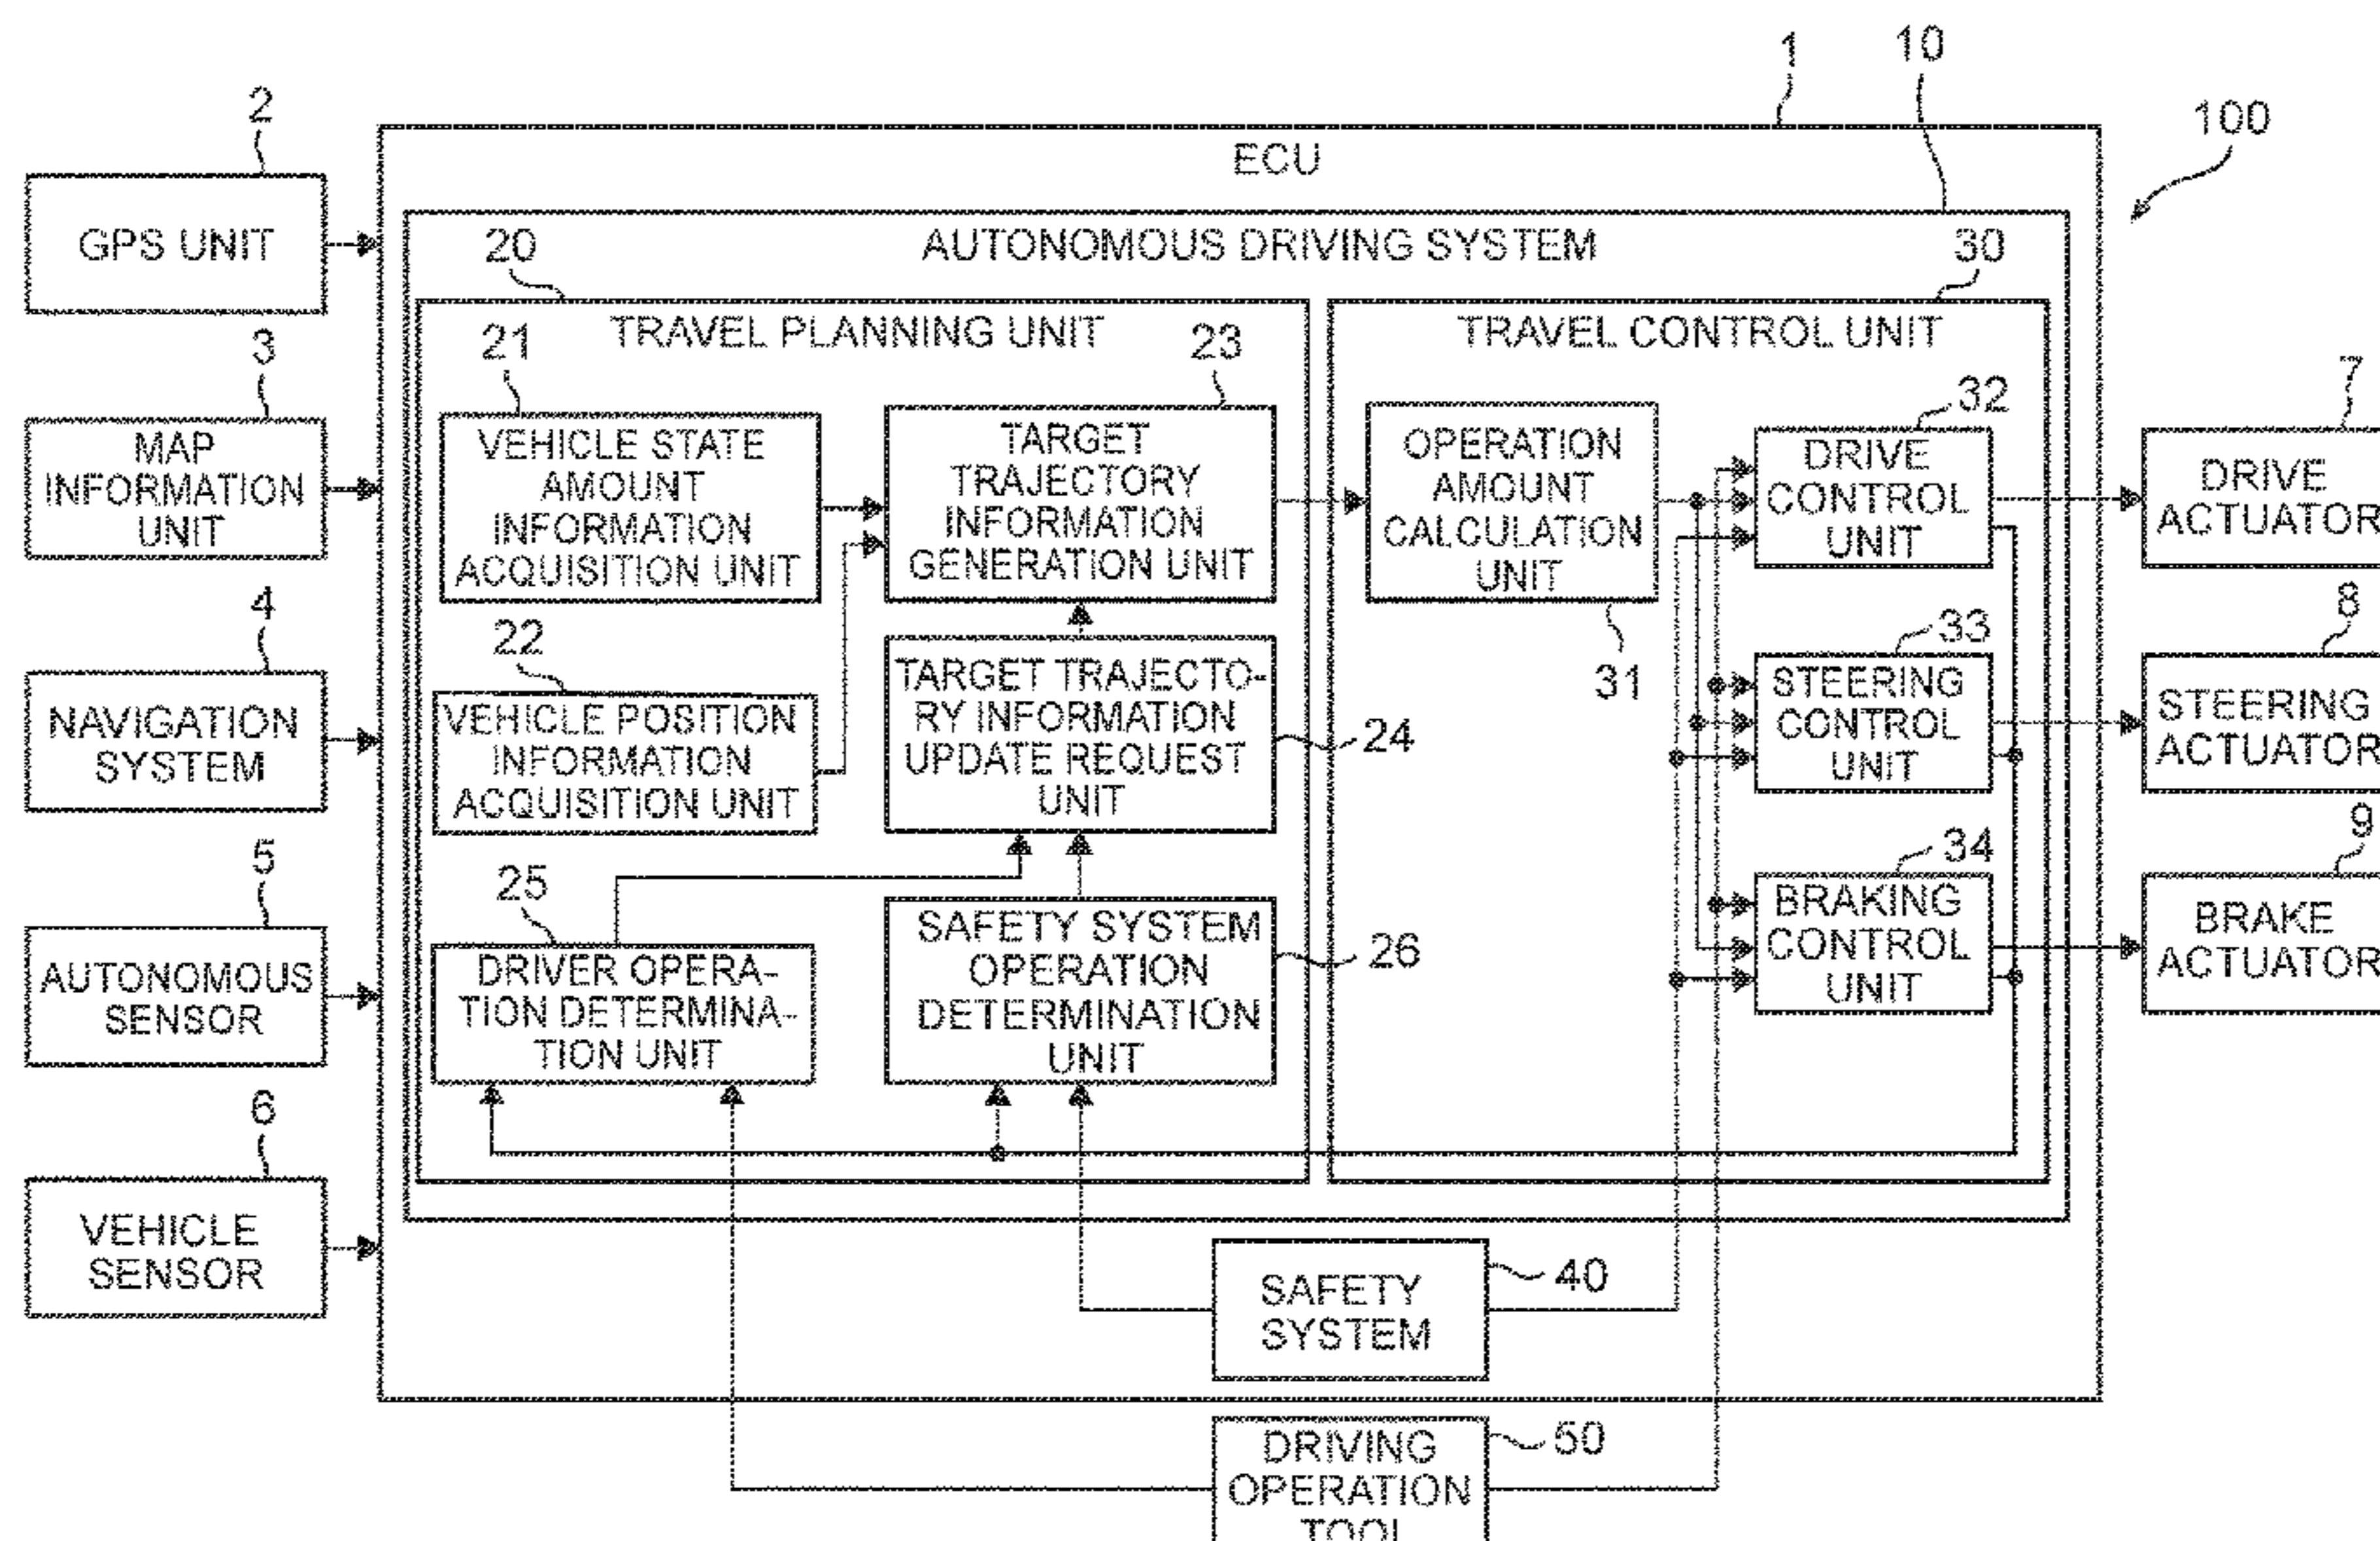 1
10
100
2
ECU
GPS UNIT
20
AUTONOMOUS DRIVING SYSTEM
30
3
MAP
INFORMATION
UNIT
21
TRAVEL PLANNING UNIT
23
TRAVEL CONTROL UNIT
VEHICLE STATE
AMOUNT
INFORMATION
ACQUISITION UNIT
TARGET
TRAJECTORY
INFORMATION
GENERATION UNIT
OPERATION
AMOUNT
CALCULATION
UNIT
31
32
DRIVE
CONTROL
UNIT
7
DRIVE
ACTUATOR
4
NAVIGATION
SYSTEM
22
VEHICLE POSITION
INFORMATION
ACQUISITION UNIT
TARGET TRAJECTO-
RY INFORMATION
UPDATE REQUEST
UNIT
24
33
STEERING
CONTROL
UNIT
8
STEERING
ACTUATOR
5
AUTONOMOUS
SENSOR
25
DRIVER OPERA-
TION DETERMINA-
TION UNIT
SAFETY SYSTEM
OPERATION
DETERMINATION
UNIT
26
34
BRAKING
CONTROL
UNIT
9
BRAKE
ACTUATOR
6
VEHICLE
SENSOR
SAFETY
SYSTEM
40
DRIVING
OPERATION
TOOL
50